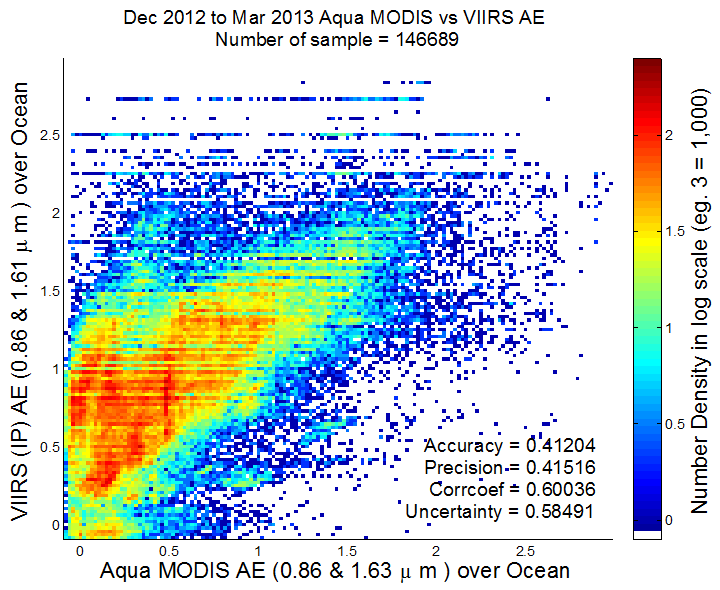 Dec 2012 to Mar 2013 Aqua MODIS vs VIIRS AE
Number of sample = 146689
VIIRS (IP) AE (0.86 & 1.61 μ m ) over Ocean
2.5
2
1.5
1
0.5
0
Accuracy = 0.41204
Precision = 0.41516
Corrcoef = 0.60036
Uncertainty = 0.58491
0 0.5 1 1.5 2 2.5
Aqua MODIS AE (0.86 & 1.63 μ m ) over Ocean
2
1.5
1
0.5
0
Number Density in log scale (eg. 3 = 1,000)